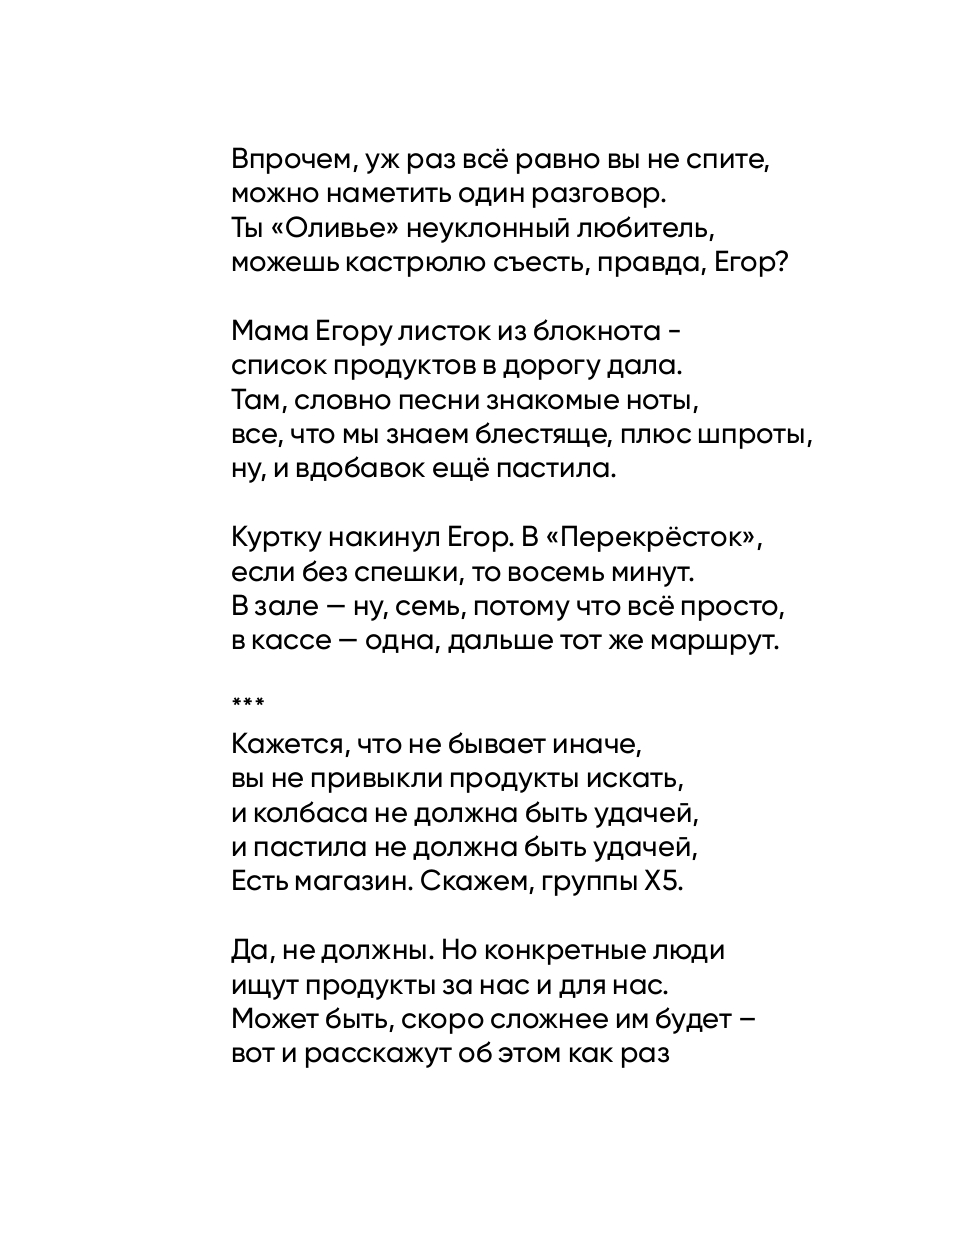 Впрочем, уж раз всё равно вы не спите,
можно наметить один разговор.
Ты «Оливье» неуклонный любитель,
можешь кастрюлю съесть, правда, Егор?
Мама Егору листок из блокнота -
список продуктов в дорогу дала.
Там, словно песни знакомые ноты,
все, что мы знаем блестяще, плюс шпроты,
ну, и вдобавок ещё пастила.
Куртку накинул Егор. В «Перекрёсток»,
если без спешки, то восемь минут.
В зале — ну, семь, потому что всё просто,
в кассе — одна, дальше тот же маршрут.
***
Кажется, что не бывает иначе,
вы не привыкли продукты искать,
и колбаса не должна быть удачей,
и пастила не должна быть удачей,
Есть магазин. Скажем, группы X5.
Да, не должны. Но конкретные люди
ищут продукты за нас и для нас.
Может быть, скоро сложнее им будет –
вот и расскажут об этом как раз